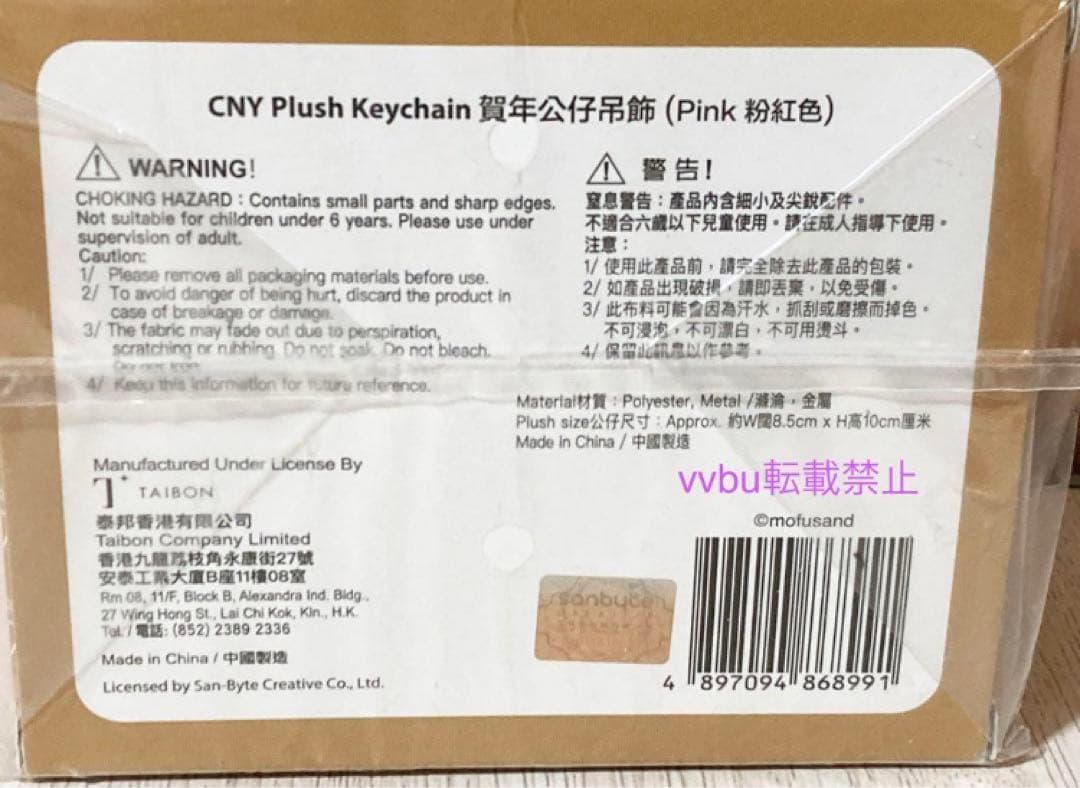 CNY Plush Keychain 賀年公仔吊飾 (Pink 粉紅色)
WARNING!
CHOKING HAZARD : Contains small parts and sharp edges.
Not suitable for children under 6 years. Please use under
supervision of adult.
Caution:
1/ Please remove all packaging materials before use.
2/ To avoid danger of being hurt, discard the product in
case of breakage or damage.
3/ The fabric may fade out due to perspiration,
scratching or rubbing. Do not soak. Do not bleach.
Do not iron.
4/ Keep this information for future reference.
警告!
窒息警告：產品內含細小及尖銳配件。
不適合六歲以下兒童使用。請在成人指導下使用。
注意：
1/ 使用此產品前，請完全除去此產品的包裝。
2/ 如產品出現破損，請即丟棄，以免受傷。
3/ 此布料可能會因為汗水，抓刮或磨擦而掉色。
不可浸泡，不可漂白，不可用燙斗。
4/ 保留此訊息以作參考。
Material材質：Polyester, Metal /滌淪，金屬
Plush size公仔尺寸：Approx. 約W闊8.5cm x H高10cm厘米
Made in China / 中國製造
vvbu転載禁止
Manufactured Under License By
TAIBON
泰邦香港有限公司
Taibon Company Limited
香港九龍荔枝角永康街27號
安泰工業大廈B座11樓08室
Rm 08, 11/F, Block B, Alexandra Ind. Bldg.,
27 Wing Hong St., Lai Chi Kok, Kln., H.K.
Tel. / 電話: (852) 2389 2336
Made in China / 中國製造
Licensed by San-Byte Creative Co., Ltd.
©mofusand
sanbyte
4 897094 868991